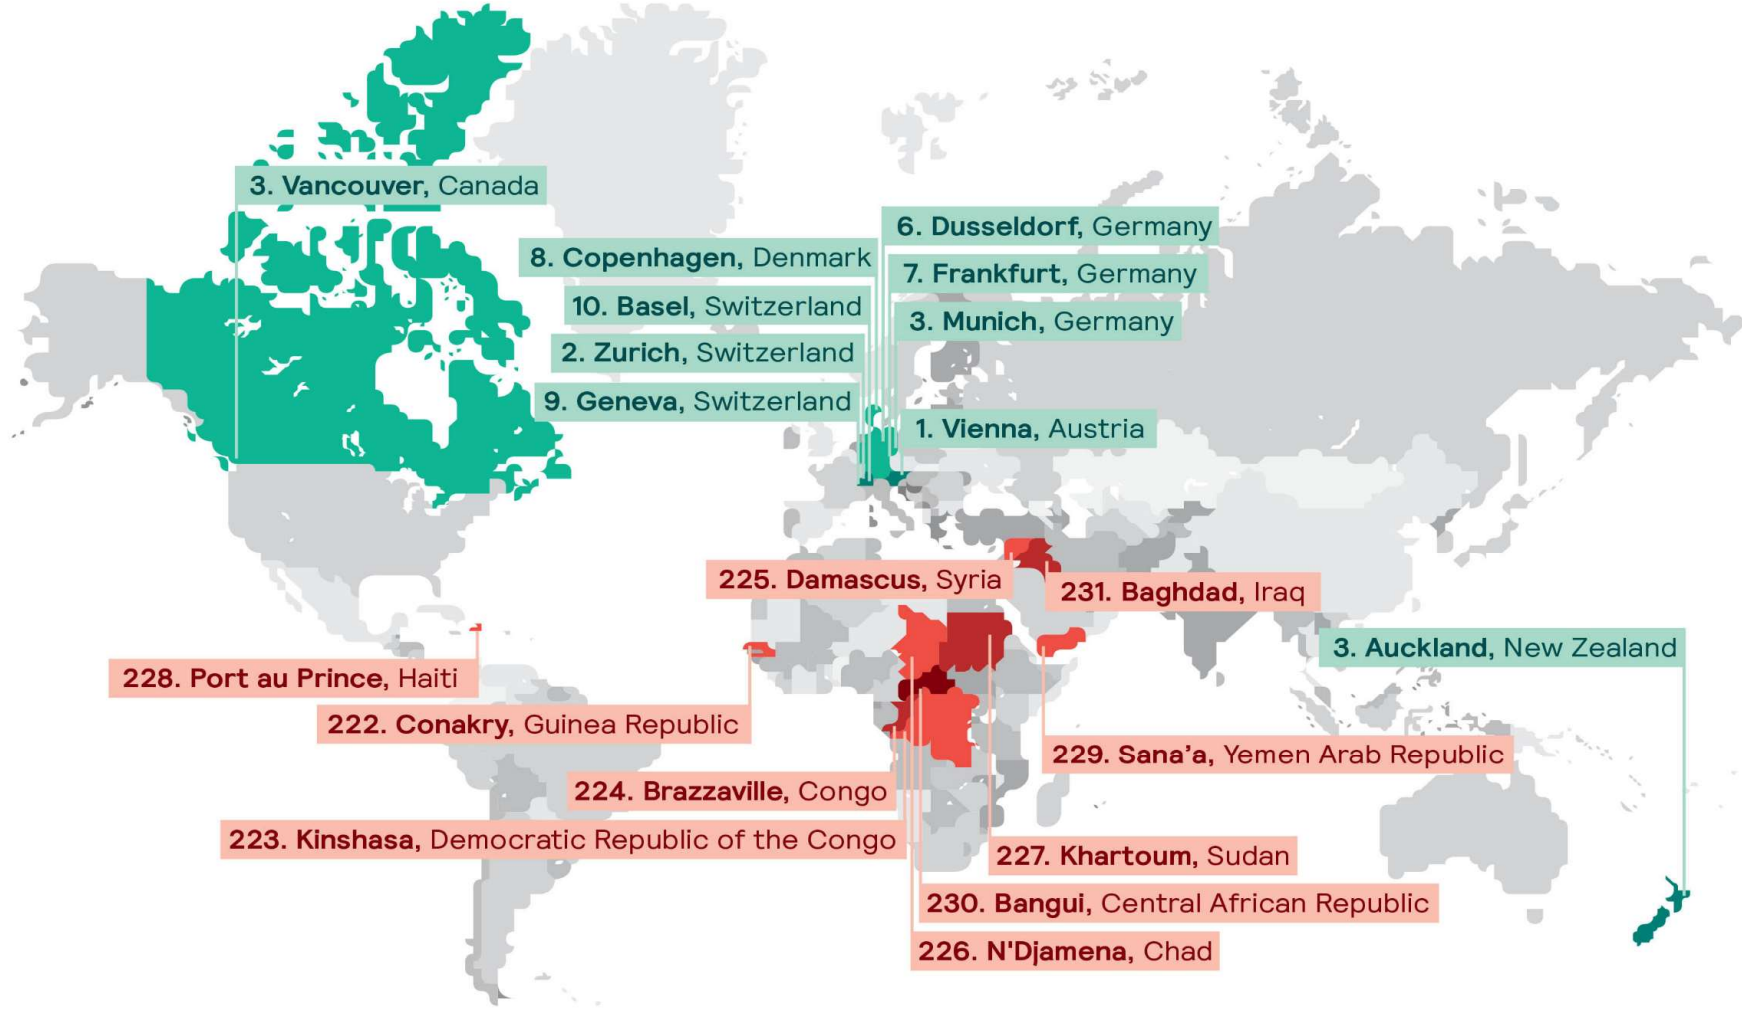 3. Vancouver, Canada
6. Dusseldorf, Germany
8. Copenhagen, Denmark
7. Frankfurt, Germany
10. Basel, Switzerland
3. Munich, Germany
2. Zurich, Switzerland
9. Geneva, Switzerland
1. Vienna, Austria
225. Damascus, Syria
231. Baghdad, Iraq
3. Auckland, New Zealand
228. Port au Prince, Haiti
222. Conakry, Guinea Republic
229. Sana'a, Yemen Arab Republic
224. Brazzaville, Congo
223. Kinshasa, Democratic Republic of the Congo
227. Khartoum, Sudan
230. Bangui, Central African Republic
226. N'Djamena, Chad